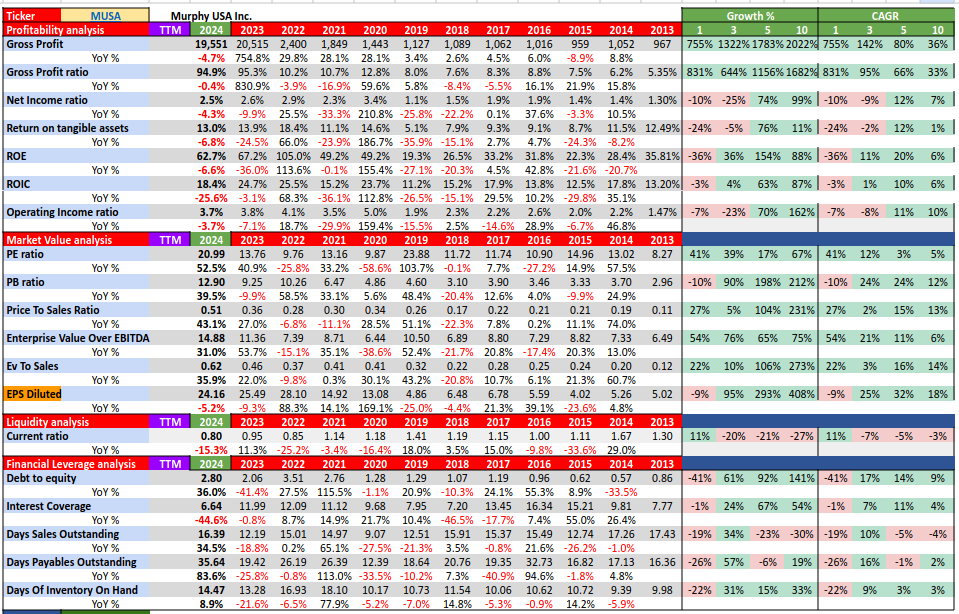 Ticker MUSA Murphy USA Inc. Growth % CAGR
Profitability analysis TTM 2024 2023 2022 2021 2020 2019 2018 2017 2016 2015 2014 2013 1 3 5 10 1 3 5 10
Gross Profit 19,551 20,515 2,400 1,849 1,443 1,127 1,089 1,062 1,016 959 1,052 967 755% 1322% 1783% 2022% 755% 142% 80% 36%
YoY % -4.7% 754.8% 29.8% 28.1% 28.1% 3.4% 2.6% 4.5% 6.0% -8.9% 8.8%
Gross Profit ratio 94.9% 95.3% 10.2% 10.7% 12.8% 8.0% 7.6% 8.3% 8.8% 7.5% 6.2% 5.35% 831% 644% 1156% 1682% 831% 95% 66% 33%
YoY % -0.4% 830.9% -3.9% -16.9% 59.6% 5.8% -8.4% -5.5% 16.1% 21.9% 15.8%
Net Income ratio 2.5% 2.6% 2.9% 2.3% 3.4% 1.1% 1.5% 1.9% 1.9% 1.4% 1.4% 1.30% -10% -25% 74% 99% -10% -9% 12% 7%
YoY % -4.3% -9.9% 25.5% -33.3% 210.8% -25.8% -22.2% 0.1% 37.6% -3.3% 10.5%
Return on tangible assets 13.0% 13.9% 18.4% 11.1% 14.6% 5.1% 7.9% 9.3% 9.1% 8.7% 11.5% 12.49% -24% -5% 76% 11% -24% -2% 12% 1%
YoY % -6.8% -24.5% 66.0% -23.9% 186.7% -35.9% -15.1% 2.7% 4.7% -24.3% -8.2%
ROE 62.7% 67.2% 105.0% 49.2% 49.2% 19.3% 26.5% 33.2% 31.8% 22.3% 28.4% 35.81% -36% 36% 154% 88% -36% 11% 20% 6%
YoY % -6.6% -36.0% 113.6% -0.1% 155.4% -27.1% -20.3% 4.5% 42.8% -21.6% -20.7%
ROIC 18.4% 24.7% 25.5% 15.2% 23.7% 11.2% 15.2% 17.9% 13.8% 12.5% 17.8% 13.20% -3% 4% 63% 87% -3% 1% 10% 6%
YoY % -25.6% -3.1% 68.3% -36.1% 112.8% -26.5% -15.1% 29.5% 10.2% -29.8% 35.1%
Operating Income ratio 3.7% 3.8% 4.1% 3.5% 5.0% 1.9% 2.3% 2.2% 2.6% 2.0% 2.2% 1.47% -7% -23% 70% 162% -7% -8% 11% 10%
YoY % -3.7% -7.1% 18.7% -29.9% 159.4% -15.5% 2.5% -14.6% 28.9% -6.7% 46.8%
Market Value analysis TTM 2024 2023 2022 2021 2020 2019 2018 2017 2016 2015 2014 2013
PE ratio 20.99 13.76 9.76 13.16 9.87 23.88 11.72 11.74 10.90 14.96 13.02 8.27 41% 39% 17% 67% 41% 12% 3% 5%
YoY % 52.5% 40.9% -25.8% 33.2% -58.6% 103.7% -0.1% 7.7% -27.2% 14.9% 57.5%
PB ratio 12.90 9.25 10.26 6.47 4.86 4.60 3.10 3.90 3.46 3.33 3.70 2.96 -10% 90% 198% 212% -10% 24% 24% 12%
YoY % 39.5% -9.9% 58.5% 33.1% 5.6% 48.4% -20.4% 12.6% 4.0% -9.9% 24.9%
Price To Sales Ratio 0.51 0.36 0.28 0.30 0.34 0.26 0.17 0.22 0.21 0.21 0.19 0.11 27% 5% 104% 231% 27% 2% 15% 13%
YoY % 43.1% 27.0% -6.8% -11.1% 28.5% 51.1% -22.3% 7.8% 0.2% 11.1% 74.0%
Enterprise Value Over EBITDA 14.88 11.36 7.39 8.71 6.44 10.50 6.89 8.80 7.29 8.82 7.33 6.49 54% 76% 65% 75% 54% 21% 11% 6%
YoY % 31.0% 53.7% -15.1% 35.1% -38.6% 52.4% -21.7% 20.8% -17.4% 20.3% 13.0%
Ev To Sales 0.62 0.46 0.37 0.41 0.41 0.32 0.22 0.28 0.25 0.24 0.20 0.12 22% 10% 106% 273% 22% 3% 16% 14%
YoY % 35.9% 22.0% -9.8% 0.3% 30.1% 43.2% -20.8% 10.7% 6.1% 21.3% 60.7%
EPS Diluted 24.16 25.49 28.10 14.92 13.08 4.86 6.48 6.78 5.59 4.02 5.26 5.02 -9% 95% 293% 408% -9% 25% 32% 18%
YoY % -5.2% -9.3% 88.3% 14.1% 169.1% -25.0% -4.4% 21.3% 39.1% -23.6% 4.8%
Liquidity analysis TTM 2024 2023 2022 2021 2020 2019 2018 2017 2016 2015 2014 2013
Current ratio 0.80 0.95 0.85 1.14 1.18 1.41 1.19 1.15 1.00 1.11 1.67 1.30 11% -20% -21% -27% 11% -7% -5% -3%
YoY % -15.3% 11.3% -25.2% -3.4% -16.4% 18.0% 3.5% 15.0% -9.8% -33.6% 29.0%
Financial Leverage analysis TTM 2024 2023 2022 2021 2020 2019 2018 2017 2016 2015 2014 2013
Debt to equity 2.80 2.06 3.51 2.76 1.28 1.29 1.07 1.19 0.96 0.62 0.57 0.86 -41% 61% 92% 141% -41% 17% 14% 9%
YoY % 36.0% -41.4% 27.5% 115.5% -1.1% 20.9% -10.3% 24.1% 55.3% 8.9% -33.5%
Interest Coverage 6.64 11.99 12.09 11.12 9.68 7.95 7.20 13.45 16.34 15.21 9.81 7.77 -1% 24% 67% 54% -1% 7% 11% 4%
YoY % -44.6% -0.8% 8.7% 14.9% 21.7% 10.4% -46.5% -17.7% 7.4% 55.0% 26.4%
Days Sales Outstanding 16.39 12.19 15.01 14.97 9.07 12.51 15.91 15.37 15.49 12.74 17.26 17.43 -19% 34% -23% -30% -19% 10% -5% -4%
YoY % 34.5% -18.8% 0.2% 65.1% -27.5% -21.3% 3.5% -0.8% 21.6% -26.2% -1.0%
Days Payables Outstanding 35.64 19.42 26.19 26.39 12.39 18.64 20.76 19.35 32.73 16.82 17.13 16.36 -26% 57% -6% 19% -26% 16% -1% 2%
YoY % 83.6% -25.8% -0.8% 113.0% -33.5% -10.2% 7.3% -40.9% 94.6% -1.8% 4.8%
Days Of Inventory On Hand 14.47 13.28 16.93 18.10 10.17 10.73 11.54 10.06 10.62 10.72 9.39 9.98 -22% 31% 15% 33% -22% 9% 3% 3%
YoY % 8.9% -21.6% -6.5% 77.9% -5.2% -7.0% 14.8% -5.3% -0.9% 14.2% -5.9%